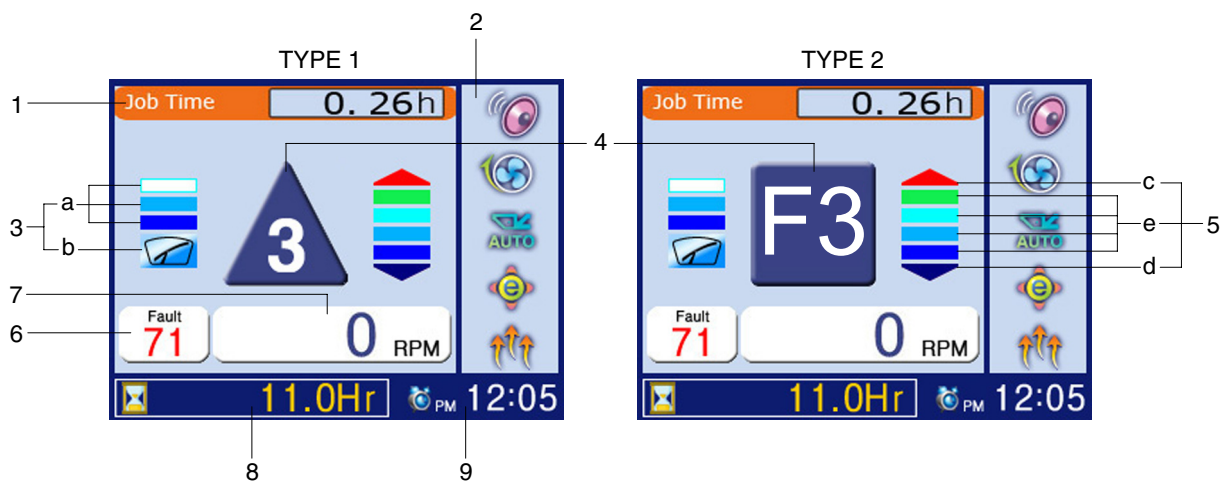 2
TYPE 1
TYPE 2
1
Job Time
0. 26h
Job Time
0. 26h
4
a
3
b
3
F3
AUTO
AUTO
c
e
5
d
e
e
7
6
Fault
71
0 RPM
Fault
71
0 RPM
11.0Hr
PM 12:05
11.0Hr
PM 12:05
8
9